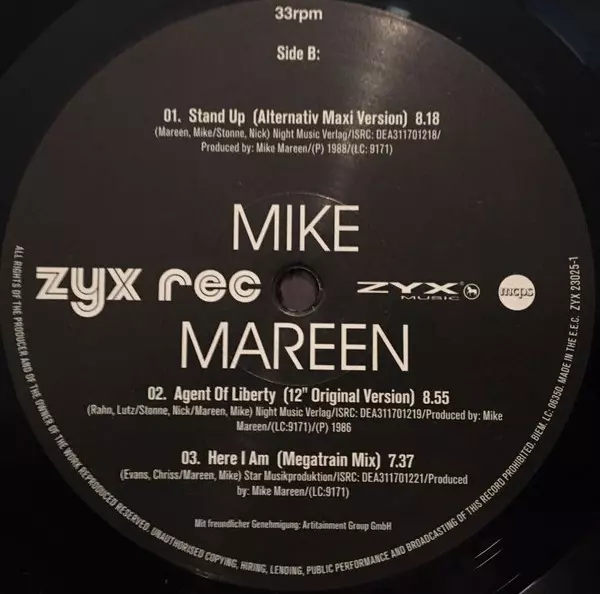 33rpm
Side B:
01. Stand Up (Alternativ Maxi Version) 8.18
(Mareen, Mike/Stonne, Nick) Night Music Verlag/ISRC: DEA311701218/
Produced by: Mike Mareen/(P) 1988/(LC: 9171)
MIKE
zyx rec
ZYX
MUSIC
mcps
MAREEN
02. Agent Of Liberty (12" Original Version) 8.55
(Rahn, Lutz/Stonne, Nick/Mareen, Mike) Night Music Verlag/ISRC: DEA311701219/Produced by: Mike
Mareen/(LC:9171)/(P) 1986
03. Here I Am (Megatrain Mix) 7.37
(Evans, Chriss/Mareen, Mike) Star Musikproduktion/ISRC: DEA311701221/Produced
by: Mike Mareen/(LC:9171)
Mit freundlicher Genehmigung: Artitainment Group GmbH
ALL RIGHTS OF THE PRODUCER AND OF THE OWNER OF THE WORK REPRODUCED RESERVED. UNAUTHORISED COPYING, HIRING, LENDING, PUBLIC PERFORMANCE AND BROADCASTING OF THIS RECORD PROHIBITED. BIEM. LC: 06350. MADE IN THE E.E.C. ZYX 23025-1